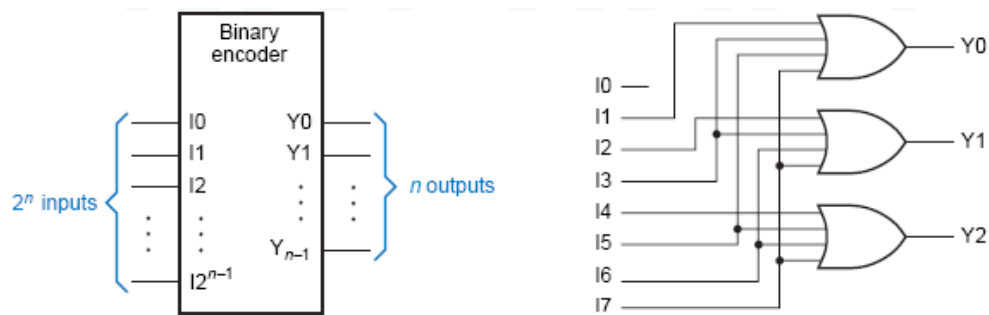 Binary
encoder
I0 Y0
I1 Y1
I2
2ⁿ inputs
n outputs
Yₙ₋₁
I2ⁿ⁻¹
I0
I1
I2
I3
I4
I5
I6
I7
Y0
Y1
Y2